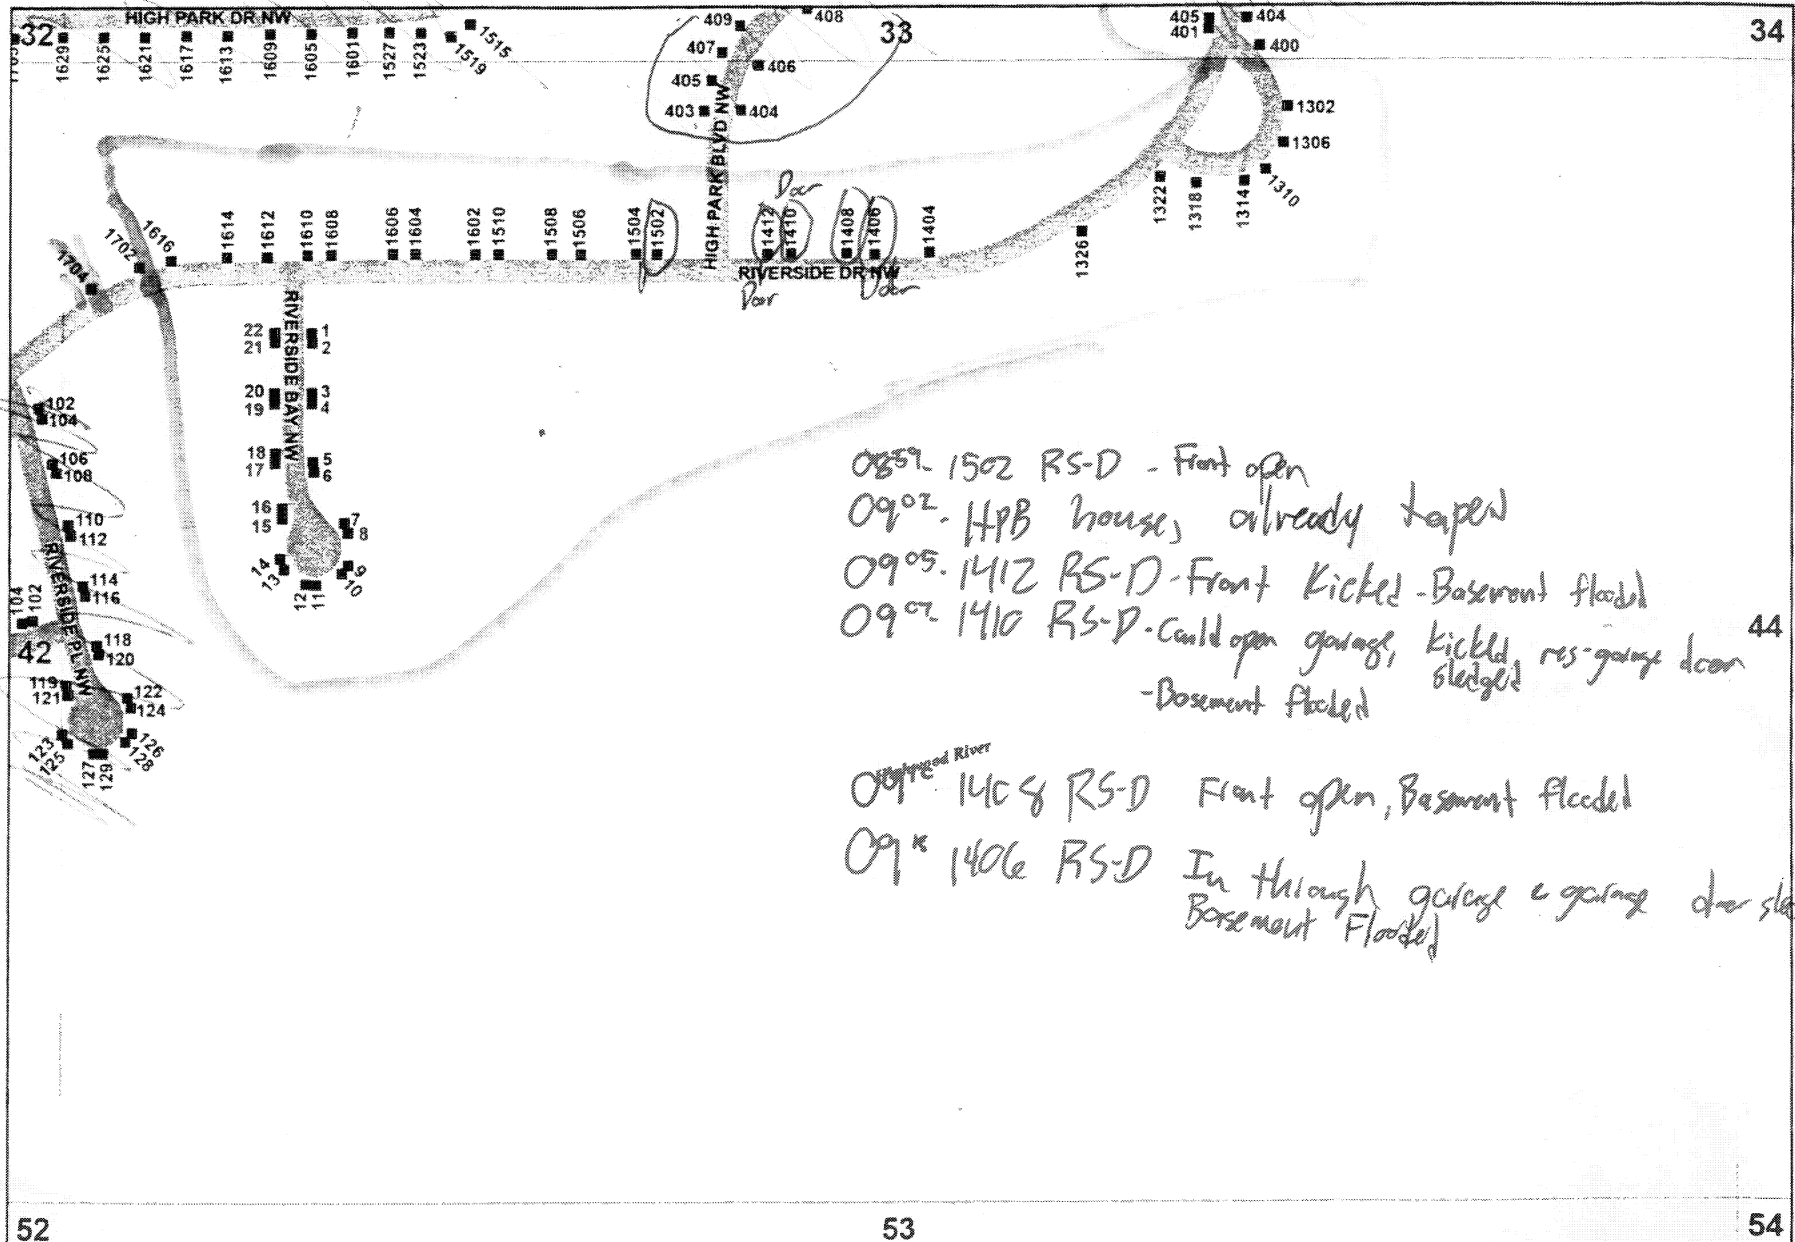 32 HIGH PARK DR NW 33 34
1629 1625 1621 1617 1613 1609 1605 1601 1527 1523 1519 1515
409 408
407
406
405
403 404
HIGH PARK BLVD NW
405 404
401 400
1302
1306
1310
1314
1318
1322
1326
Door
1704 1702 1616 1614 1612 1610 1608 1606 1604 1602 1510 1508 1506 1504 1502 1412 1410 1408 1406 1404
RIVERSIDE DR NW
Door Door
RIVERSIDE BAY NW
22 1
21 2
20 3
19 4
18 5
17 6
16 7
15 8
14 9
13 10
12 11
102
104
106
108
110
112
114
116
104 102
118
120
RIVERSIDE PL NW
42 44
119 122
121 124
123 126
125 128
127 129
0859- 1502 RS-D - Front open
0902- HPB house, already taped
0905- 1412 RS-D - Front Kicked - Basement flooded
0907- 1410 RS-D - Could open garage, kicked, res-garage door
sledged
- Basement flooded
River
1408 RS-D Front open, Basement flooded
1406 RS-D In through garage garage door
Basement Flooded
52 53 54